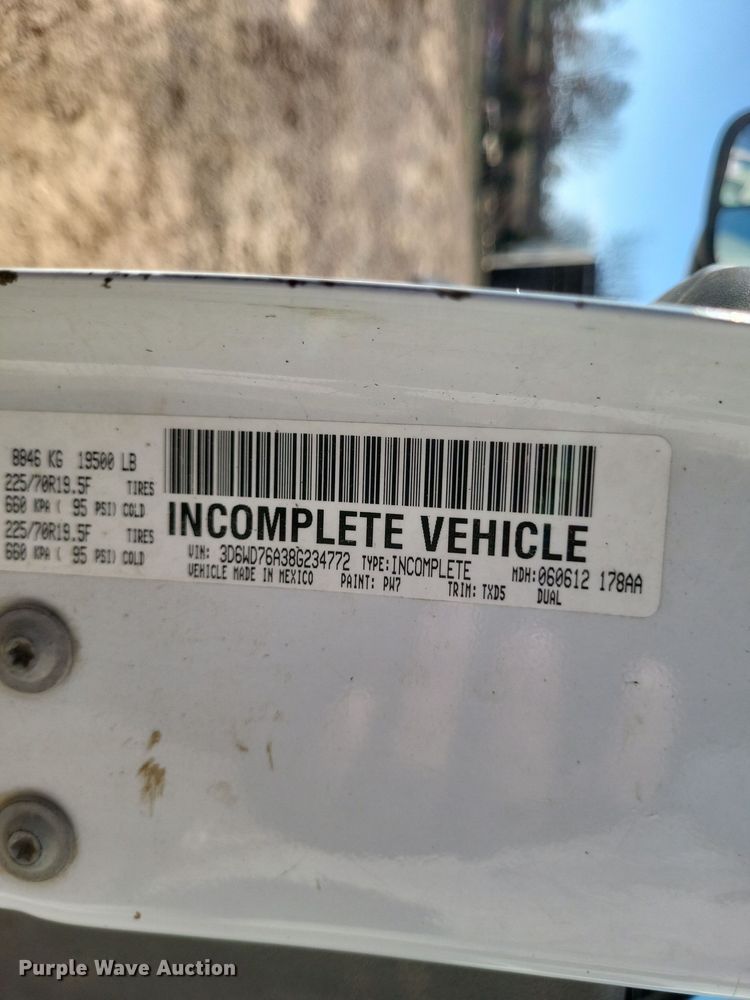 8846 KG 19500 LB
225/70R19.5F TIRES
660 KPA ( 95 PSI) COLD
225/70R19.5F TIRES
660 KPA ( 95 PSI) COLD
INCOMPLETE VEHICLE
VIN: 3D6WD76A38G234772 TYPE: INCOMPLETE MDH: 060612 178AA
VEHICLE MADE IN MEXICO PAINT: PW7 TRIM: TXD5 DUAL
Purple Wave Auction